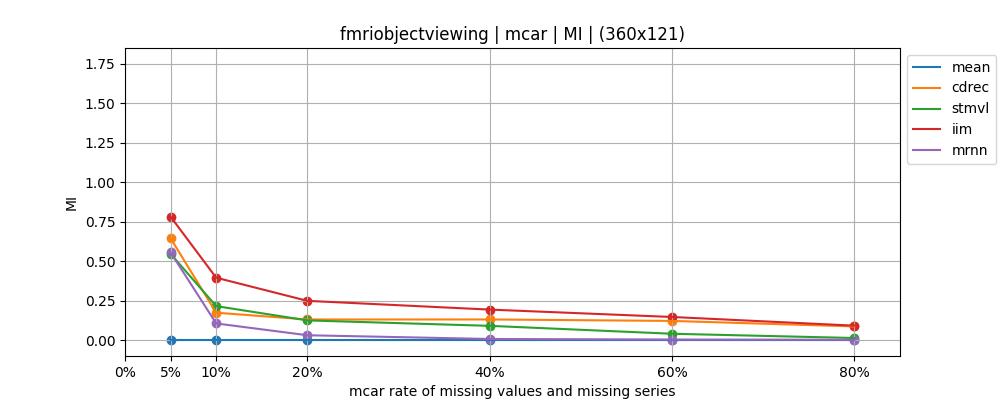 fmriobjectviewing | mcar | MI | (360x121)
1.75
1.50
1.25
1.00
0.75
0.50
0.25
0.00
MI
0% 5% 10% 20% 40% 60% 80%
mcar rate of missing values and missing series
mean
cdrec
stmvl
iim
mrnn